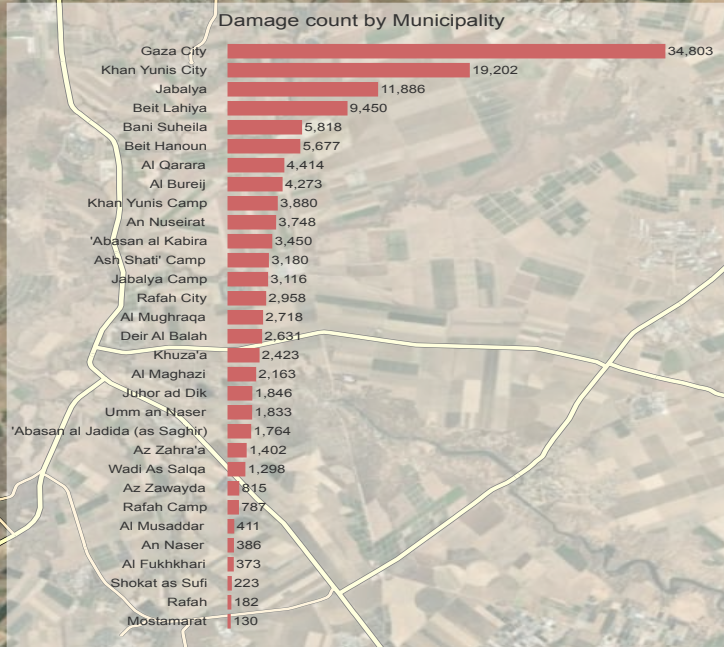 Damage count by Municipality
Gaza City 34,803
Khan Yunis City 19,202
Jabalya 11,886
Beit Lahiya 9,450
Bani Suheila 5,818
Beit Hanoun 5,677
Al Qarara 4,414
Al Bureij 4,273
Khan Yunis Camp 3,880
An Nuseirat 3,748
'Abasan al Kabira 3,450
Ash Shati' Camp 3,180
Jabalya Camp 3,116
Rafah City 2,958
Al Mughraqa 2,718
Deir Al Balah 2,631
Khuza'a 2,423
Al Maghazi 2,163
Juhor ad Dik 1,846
Umm an Naser 1,833
'Abasan al Jadida (as Saghir) 1,764
Az Zahra'a 1,402
Wadi As Salqa 1,298
Az Zawayda 815
Rafah Camp 787
Al Musaddar 411
An Naser 386
Al Fukhkhari 373
Shokat as Sufi 223
Rafah 182
Mostamarat 130